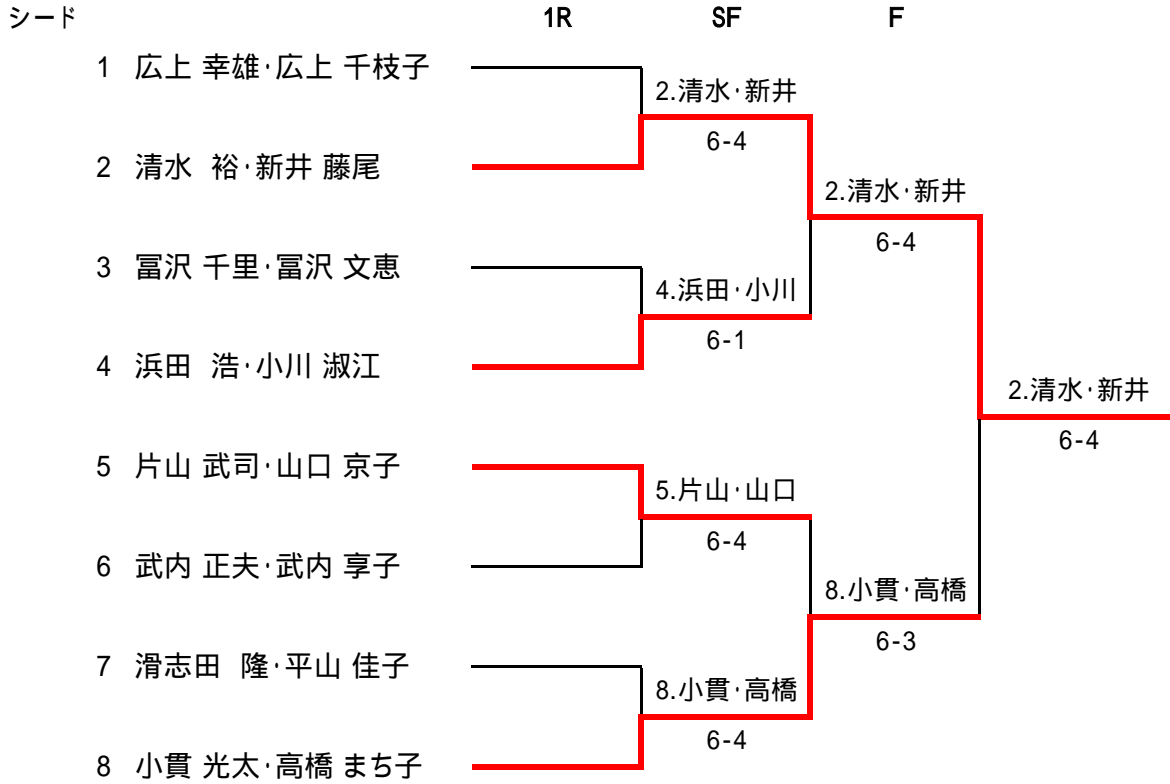 シード 1R SF F
1 広上 幸雄･広上 千枝子
2.清水･新井
6-4
2 清水 裕･新井 藤尾
2.清水･新井
6-4
3 冨沢 千里･冨沢 文恵
4.浜田･小川
6-1
4 浜田 浩･小川 淑江
2.清水･新井
6-4
5 片山 武司･山口 京子
5.片山･山口
6-4
6 武内 正夫･武内 享子
8.小貫･高橋
6-3
7 滑志田 隆･平山 佳子
8.小貫･高橋
6-4
8 小貫 光太･高橋 まち子